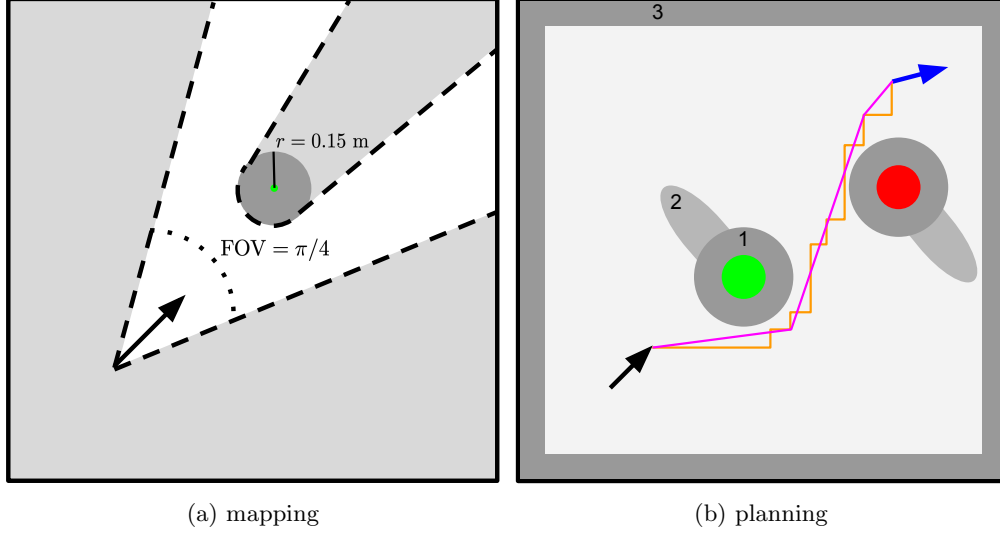 r = 0.15 m
FOV = π/4
3
2
1
(a) mapping
(b) planning